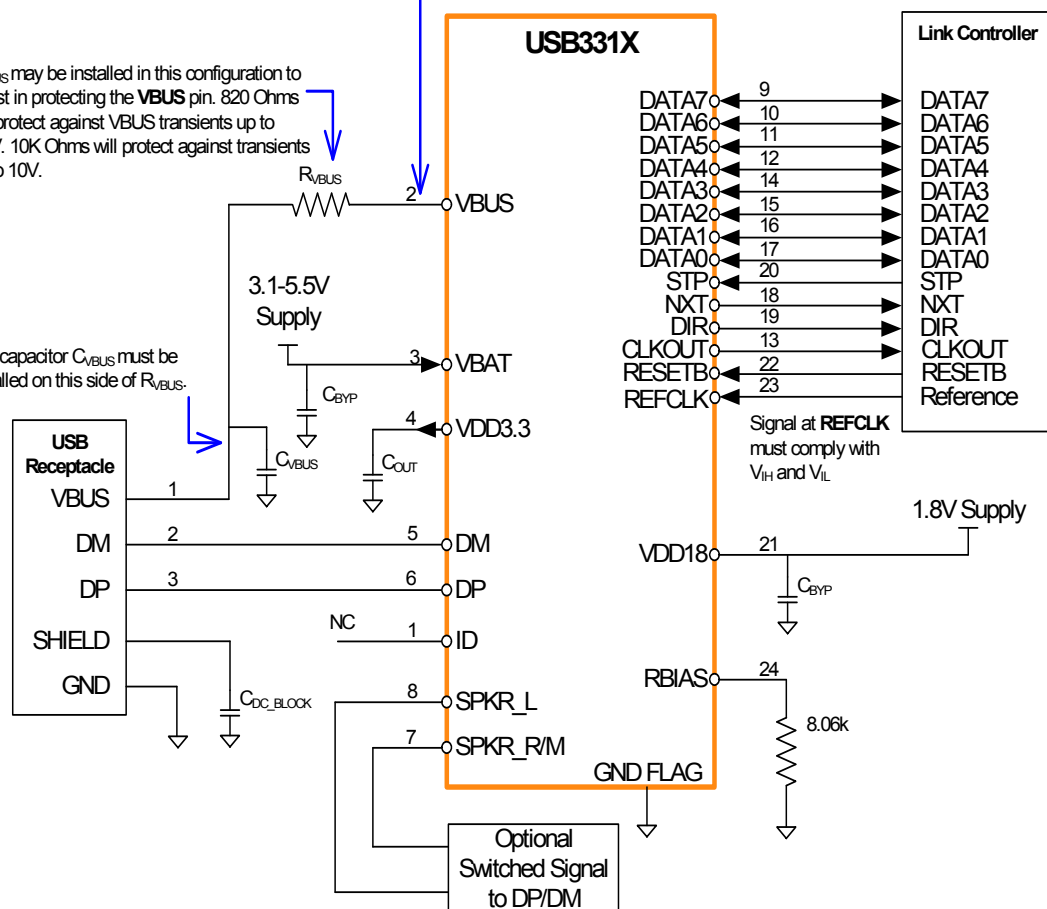 USB331X
Link Controller
may be installed in this configuration to
in protecting the VBUS pin. 820 Ohms
protect against VBUS transients up to
10K Ohms will protect against transients
10V.
RVBUS
2
VBUS
3.1-5.5V
Supply
capacitor CVBUS must be
on this side of RVBUS.
3
VBAT
CBYP
4
VDD3.3
COUT
CVBUS
USB
Receptacle
VBUS
1
DM
2
5
DM
DP
3
6
DP
SHIELD
NC
1
ID
GND
CDC_BLOCK
8
SPKR_L
7
SPKR_R/M
GND FLAG
Optional
Switched Signal
to DP/DM
DATA7 9 DATA7
DATA6 10 DATA6
DATA5 11 DATA5
DATA4 12 DATA4
DATA3 14 DATA3
DATA2 15 DATA2
DATA1 16 DATA1
DATA0 17 DATA0
STP 20 STP
NXT 18 NXT
DIR 19 DIR
CLKOUT 13 CLKOUT
RESETB 22 RESETB
REFCLK 23 Reference
Signal at REFCLK
must comply with
VIH and VIL
1.8V Supply
VDD18
21
CBYP
RBIAS
24
8.06k